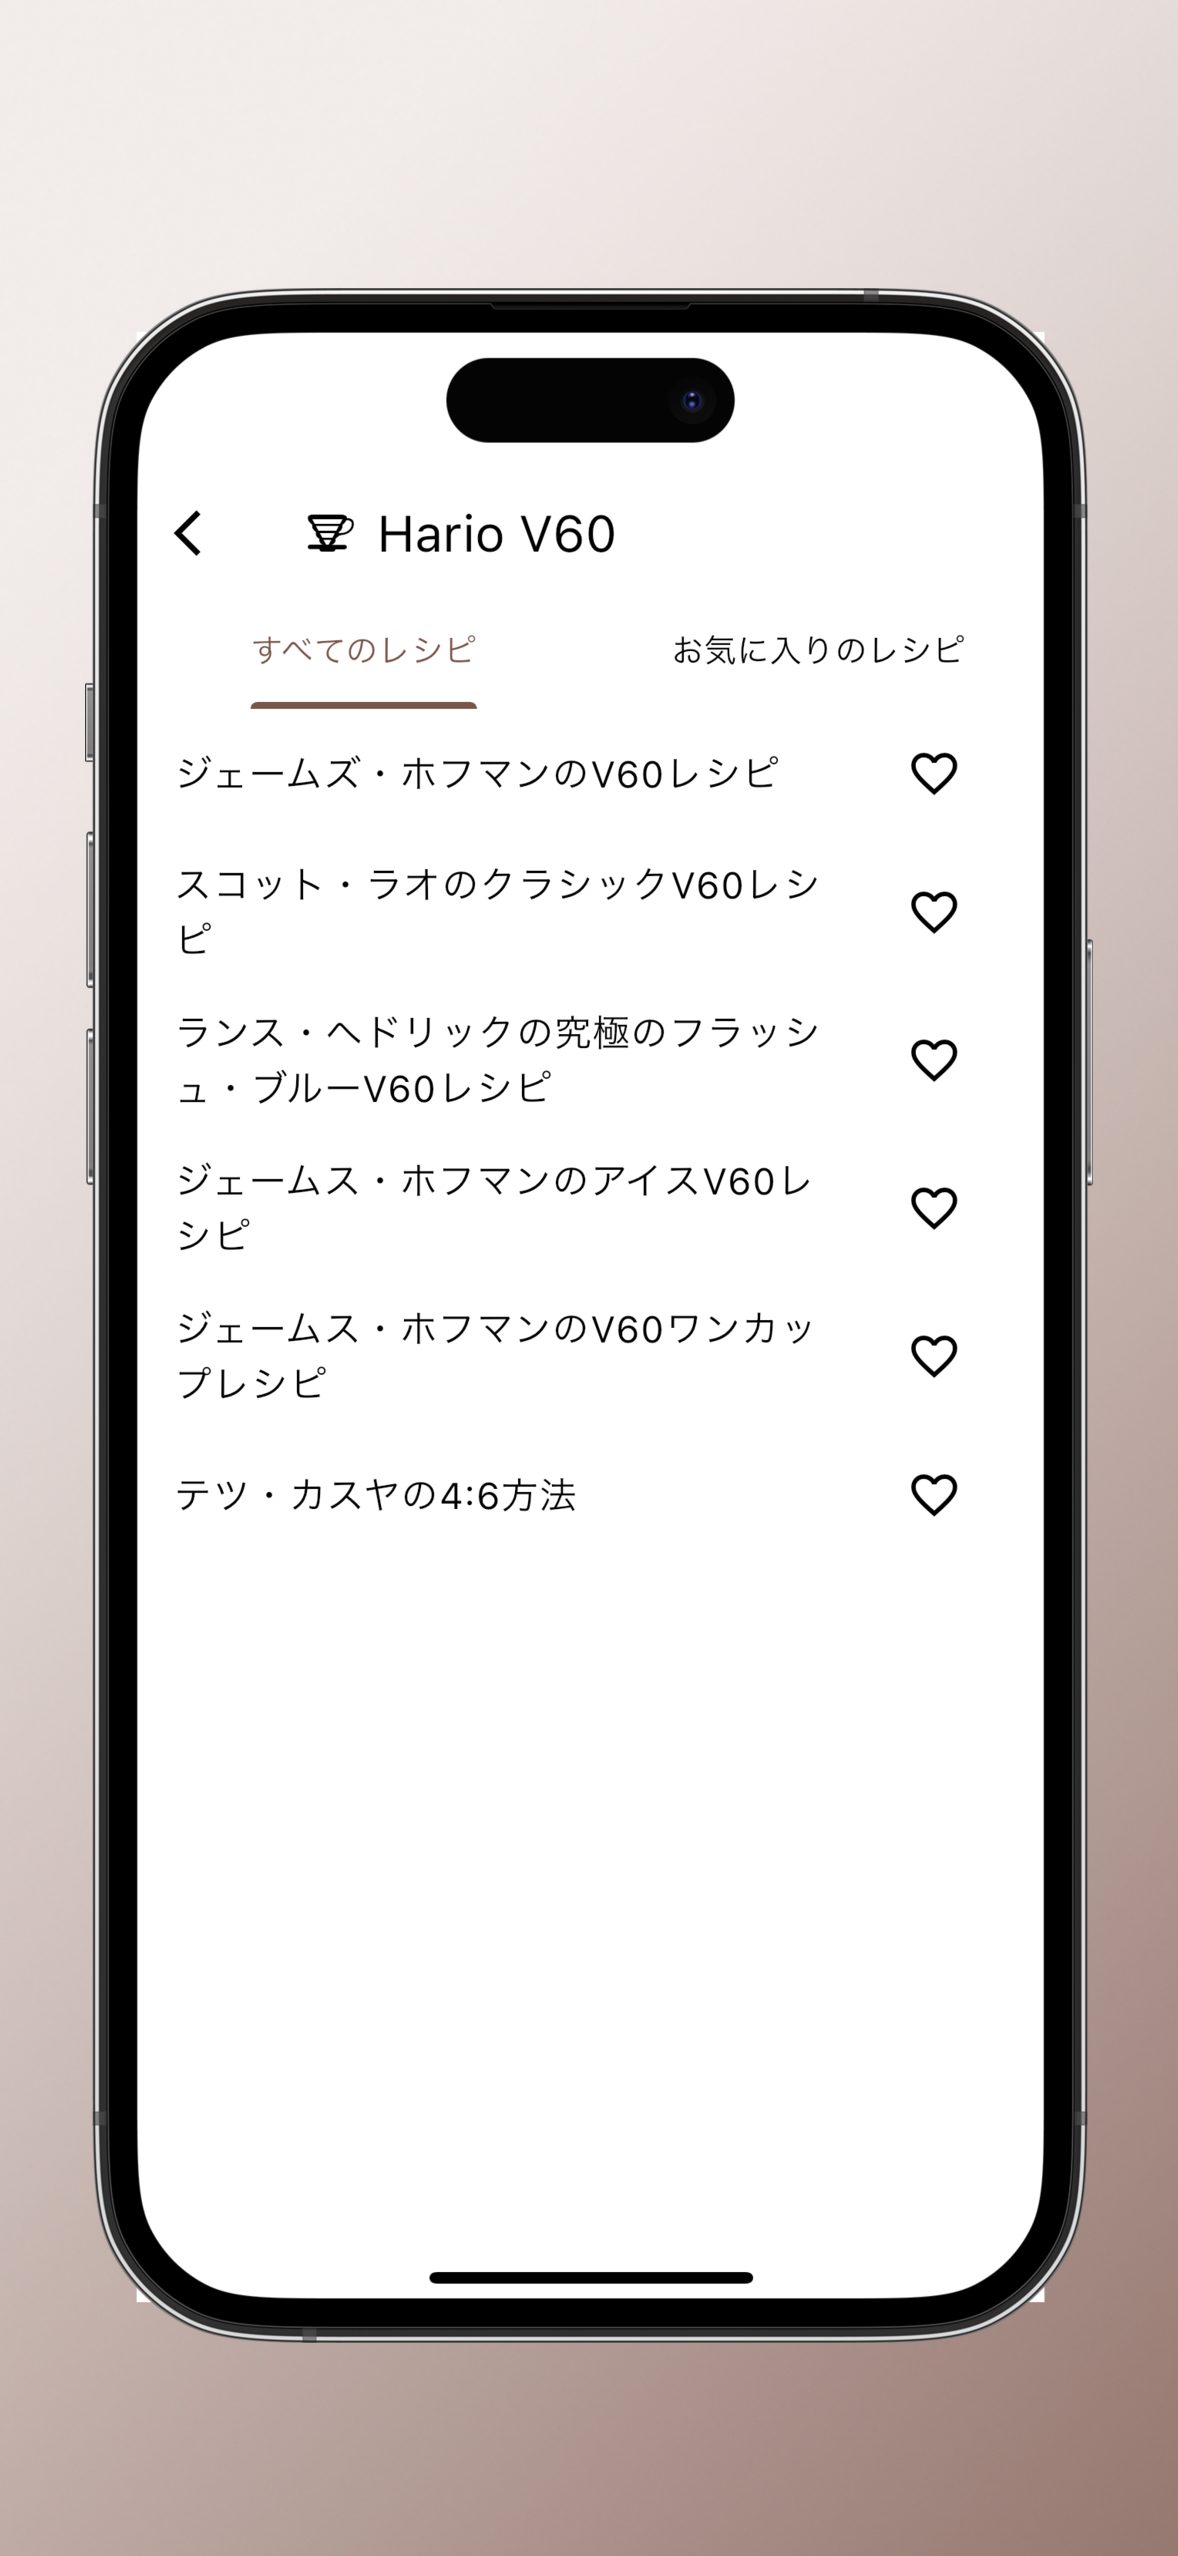 Hario V60
すべてのレシピ
お気に入りのレシピ
ジェームズ・ホフマンのV60レシピ
スコット・ラオのクラシックV60レシ
ピ
ランス・ヘドリックの究極のフラッシ
ュ・ブルーV60レシピ
ジェームス・ホフマンのアイスV60レ
シピ
ジェームス・ホフマンのV60ワンカッ
プレシピ
テツ・カスヤの4:6方法